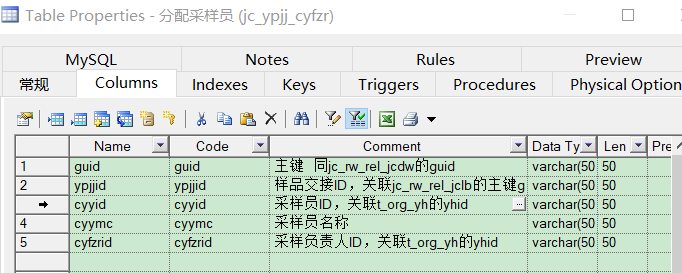 Table Properties - 分配采样员 (jc_ypjj_cyfzr)
MySQL Notes Rules Preview
常规 Columns Indexes Keys Triggers Procedures Physical Option
Name Code Comment Data Ty Len Pre
1 guid guid 主键 同jc_rw_rel_jcdw的guid varchar(50 50
2 ypjjid ypjjid 样品交接ID，关联jc_rw_rel_jclb的主键g varchar(50 50
cyyid cyyid 采样员ID，关联t_org_yh的yhid ... varchar(50 50
4 cyymc cyymc 采样员名称 varchar(50 50
5 cyfzrid cyfzrid 采样负责人ID，关联t_org_yh的yhid varchar(50 50